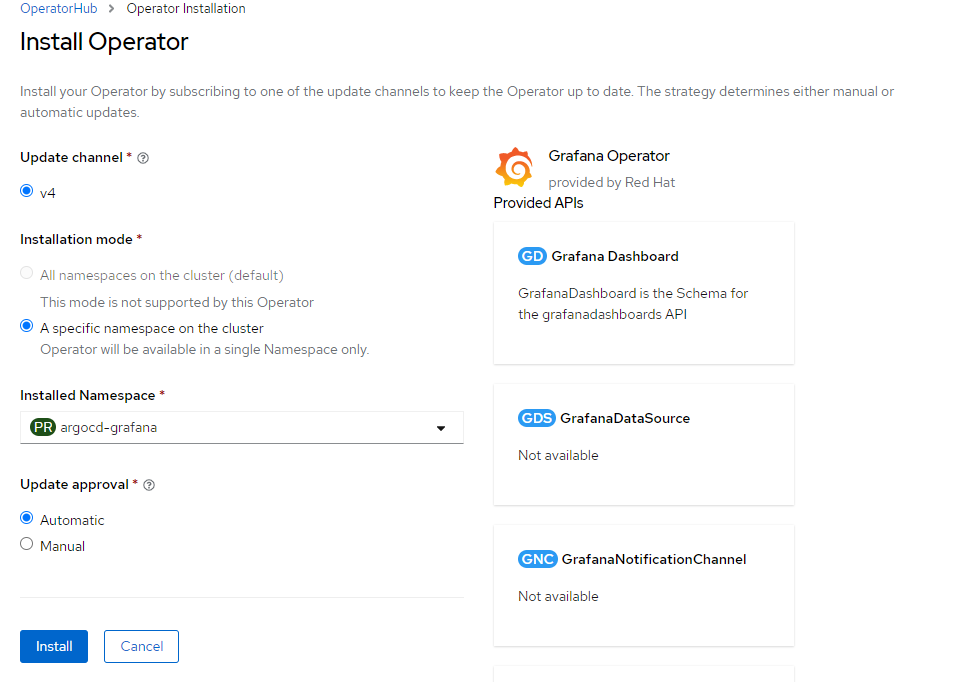 OperatorHub > Operator Installation
Install Operator
Install your Operator by subscribing to one of the update channels to keep the Operator up to date. The strategy determines either manual or
automatic updates.
Update channel *
v4
Installation mode *
All namespaces on the cluster (default)
This mode is not supported by this Operator
A specific namespace on the cluster
Operator will be available in a single Namespace only.
Installed Namespace *
PR argocd-grafana
Update approval *
Automatic
Manual
Install Cancel
Grafana Operator
provided by Red Hat
Provided APIs
GD Grafana Dashboard
GrafanaDashboard is the Schema for
the grafanadashboards API
GDS GrafanaDataSource
Not available
GNC GrafanaNotificationChannel
Not available